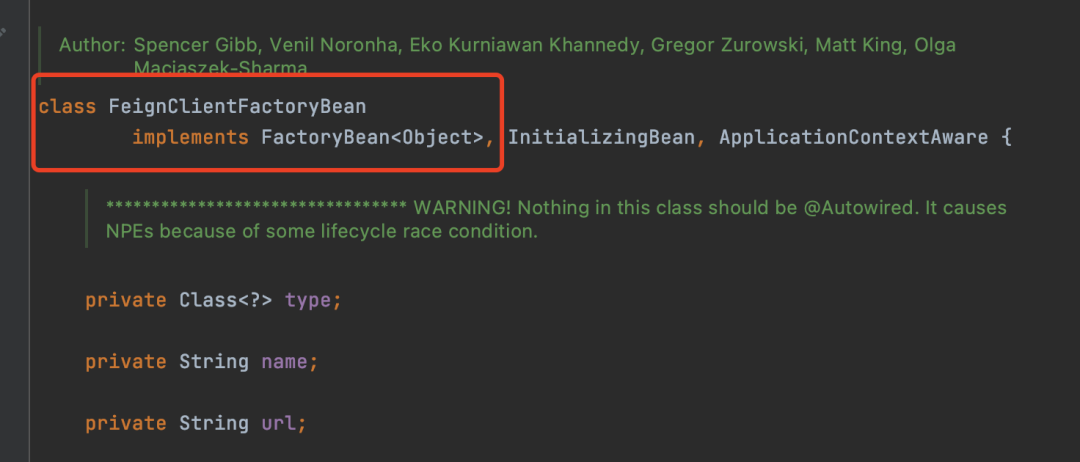 Author: Spencer Gibb, Venil Noronha, Eko Kurniawan Khannedy, Gregor Zurowski, Matt King, Olga
Maciaszek-Sharma
class FeignClientFactoryBean
implements FactoryBean<Object>, InitializingBean, ApplicationContextAware {
********************************* WARNING! Nothing in this class should be @Autowired. It causes
NPEs because of some lifecycle race condition.
private Class<?> type;
private String name;
private String url;